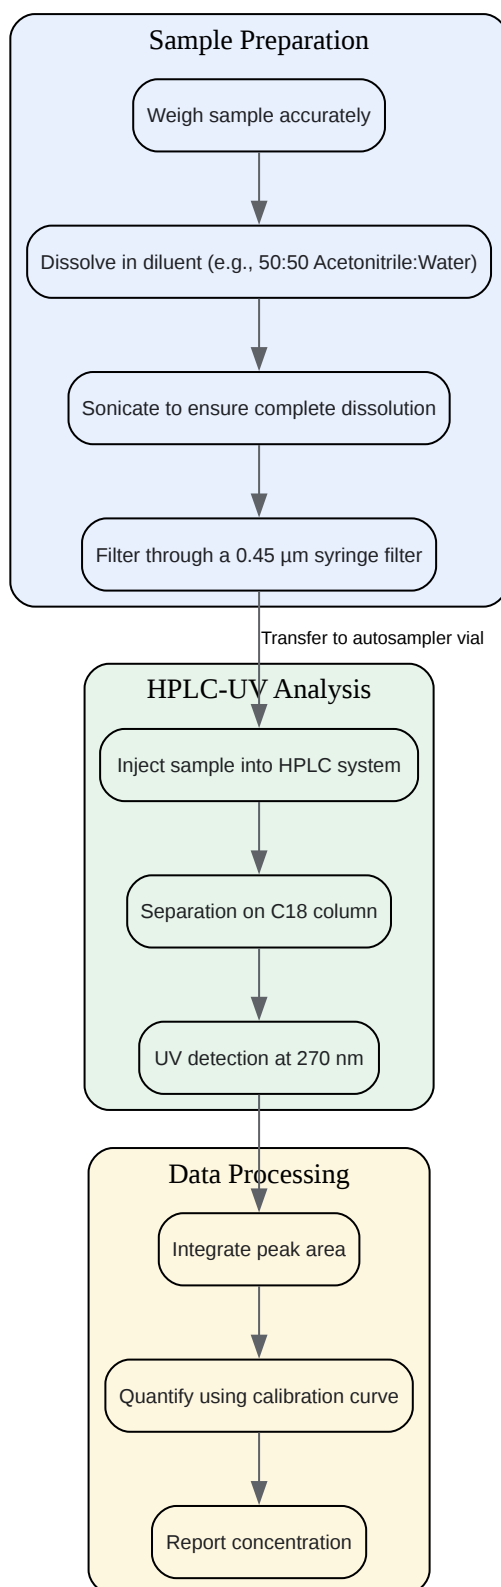 Sample Preparation
Weigh sample accurately
Dissolve in diluent (e.g., 50:50 Acetonitrile:Water)
Sonicate to ensure complete dissolution
Filter through a 0.45 µm syringe filter
Transfer to autosampler vial
HPLC-UV Analysis
Inject sample into HPLC system
Separation on C18 column
UV detection at 270 nm
Data Processing
Integrate peak area
Quantify using calibration curve
Report concentration